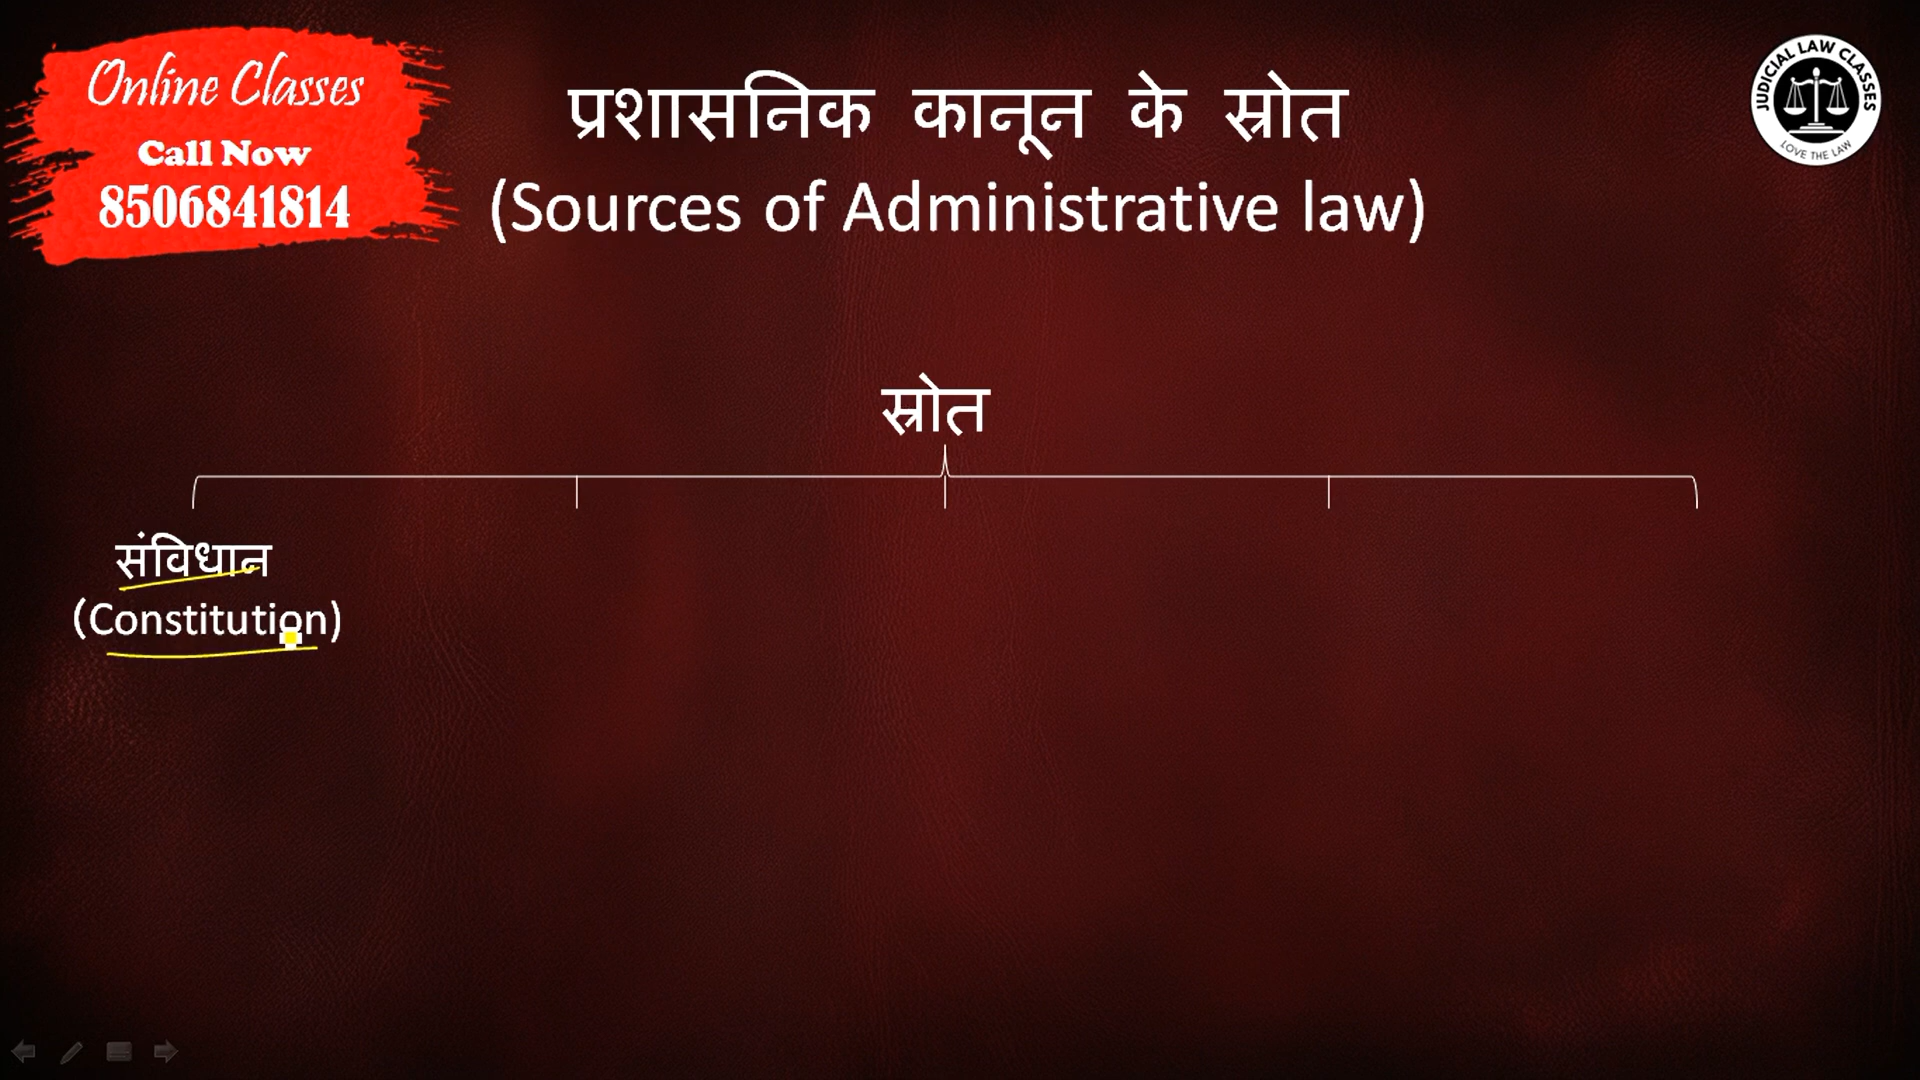 Online Classes
Call Now
8506841814
प्रशासनिक कानून के स्रोत
(Sources of Administrative law)
JUDICIAL LAW CLASSES
LOVE THE LAW
स्रोत
संविधान
(Constitution)